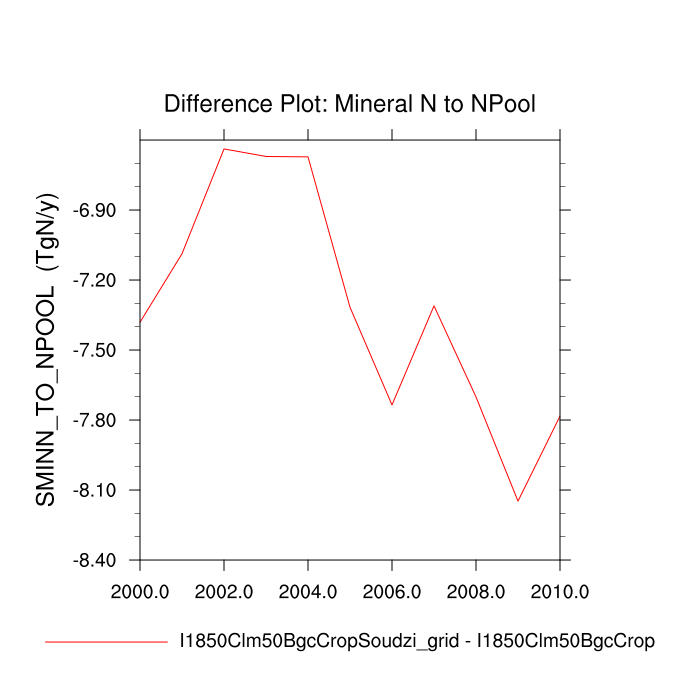 Difference Plot: Mineral N to NPool
SMINN_TO_NPOOL (TgN/y)
-6.90
-7.20
-7.50
-7.80
-8.10
-8.40
2000.0 2002.0 2004.0 2006.0 2008.0 2010.0
I1850Clm50BgcCropSoudzi_grid - I1850Clm50BgcCrop